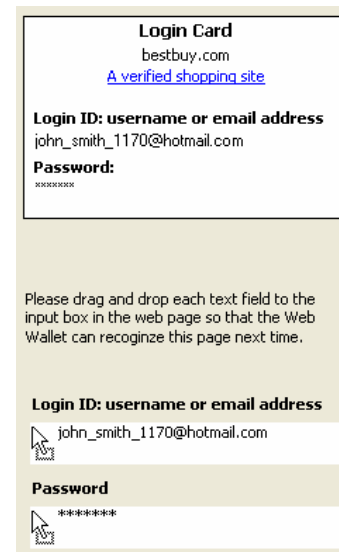 Login Card
bestbuy.com
A verified shopping site
Login ID: username or email address
john_smith_1170@hotmail.com
Password:
*******
Please drag and drop each text field to the
input box in the web page so that the Web
Wallet can recoginze this page next time.
Login ID: username or email address
john_smith_1170@hotmail.com
Password
*******